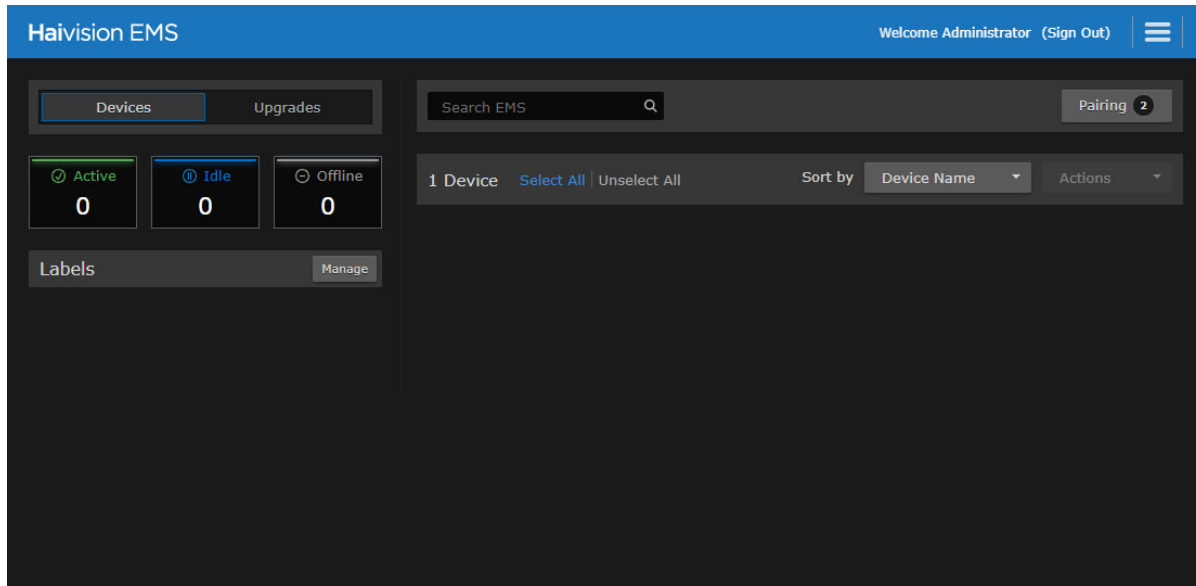 Haivision EMS
Welcome Administrator (Sign Out)
Devices
Upgrades
Search EMS
Pairing 2
Active
0
Idle
0
Offline
0
1 Device Select All | Unselect All
Sort by Device Name
Actions
Labels
Manage